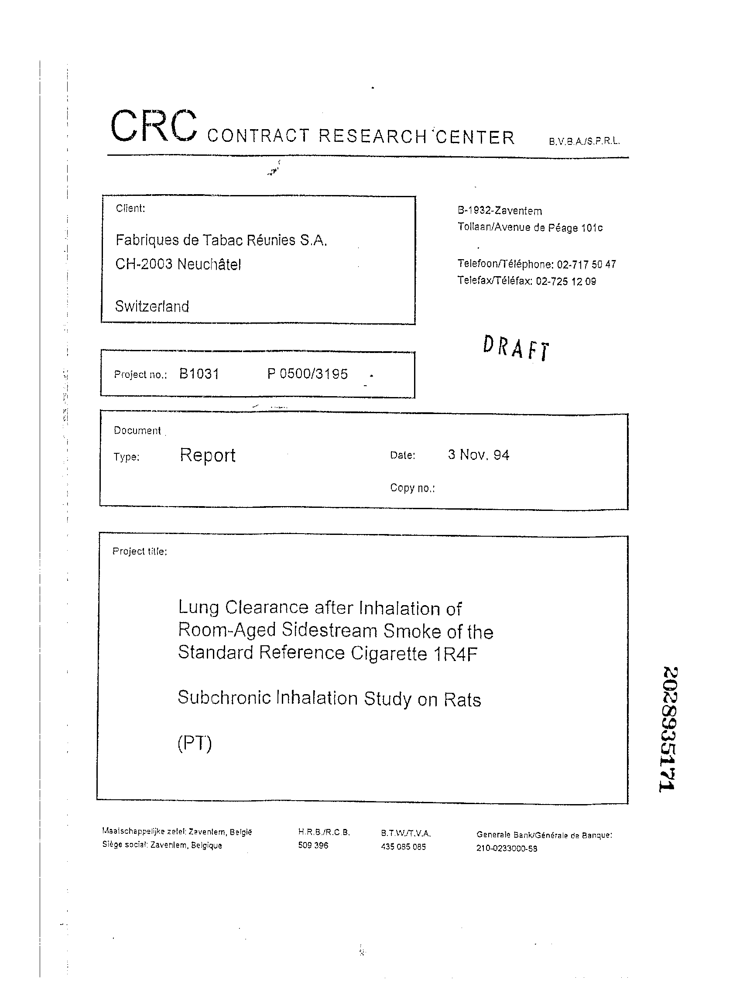 CRC CONTRACT RESEARCH CENTER B.V.B.A./S.P.R.L.
Client:
Fabriques de Tabac Réunies S.A.
CH-2003 Neuchâtel
Switzerland
B-1932-Zaventem
Tollaan/Avenue de Péage 101c
Telefoon/Téléphone: 02-717 50 47
Telefax/Téléfax: 02-725 12 09
DRAFT
Project no.: B1031 P 0500/3195
Document
Type: Report Date: 3 Nov. 94
Copy no.:
Project title:
Lung Clearance after Inhalation of
Room-Aged Sidestream Smoke of the
Standard Reference Cigarette 1R4F
Subchronic Inhalation Study on Rats
(PT)
2028935171
Maatschappelijke zetel: Zaventem, België H.R.B./R.C.B. B.T.W./T.V.A. Generale Bank/Générale de Banque:
Siège social: Zaventem, Belgique 509 396 435 085 085 210-0233000-58